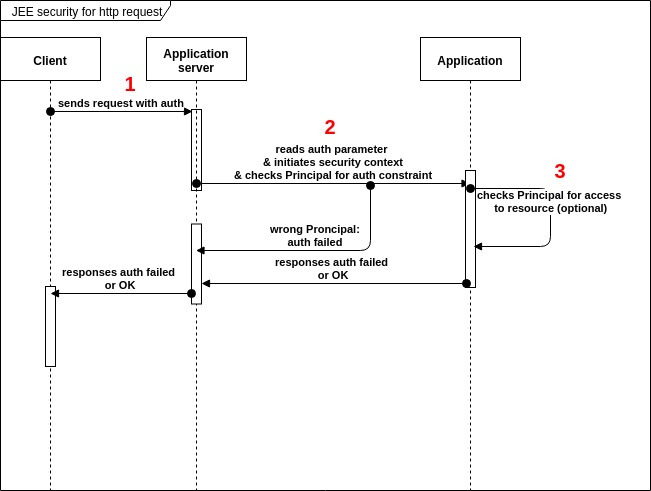 JEE security for http request
Client
Application
server
Application
1
sends request with auth
2
reads auth parameter
& initiates security context
& checks Principal for auth constraint
3
checks Principal for access
to resource (optional)
wrong Proncipal:
auth failed
responses auth failed
or OK
responses auth failed
or OK